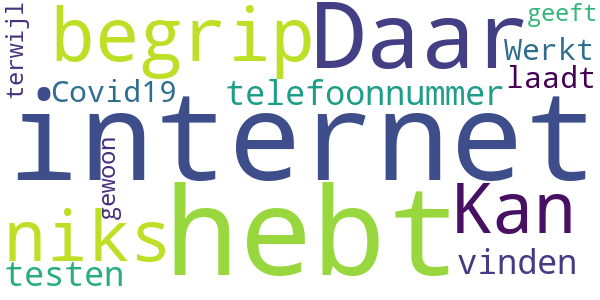 terwijl
begrip
Daar
geeft
Werkt
laadt
Covid19
telefoonnummer
internet
gewoon
niks
hebt
Kan
vinden
testen